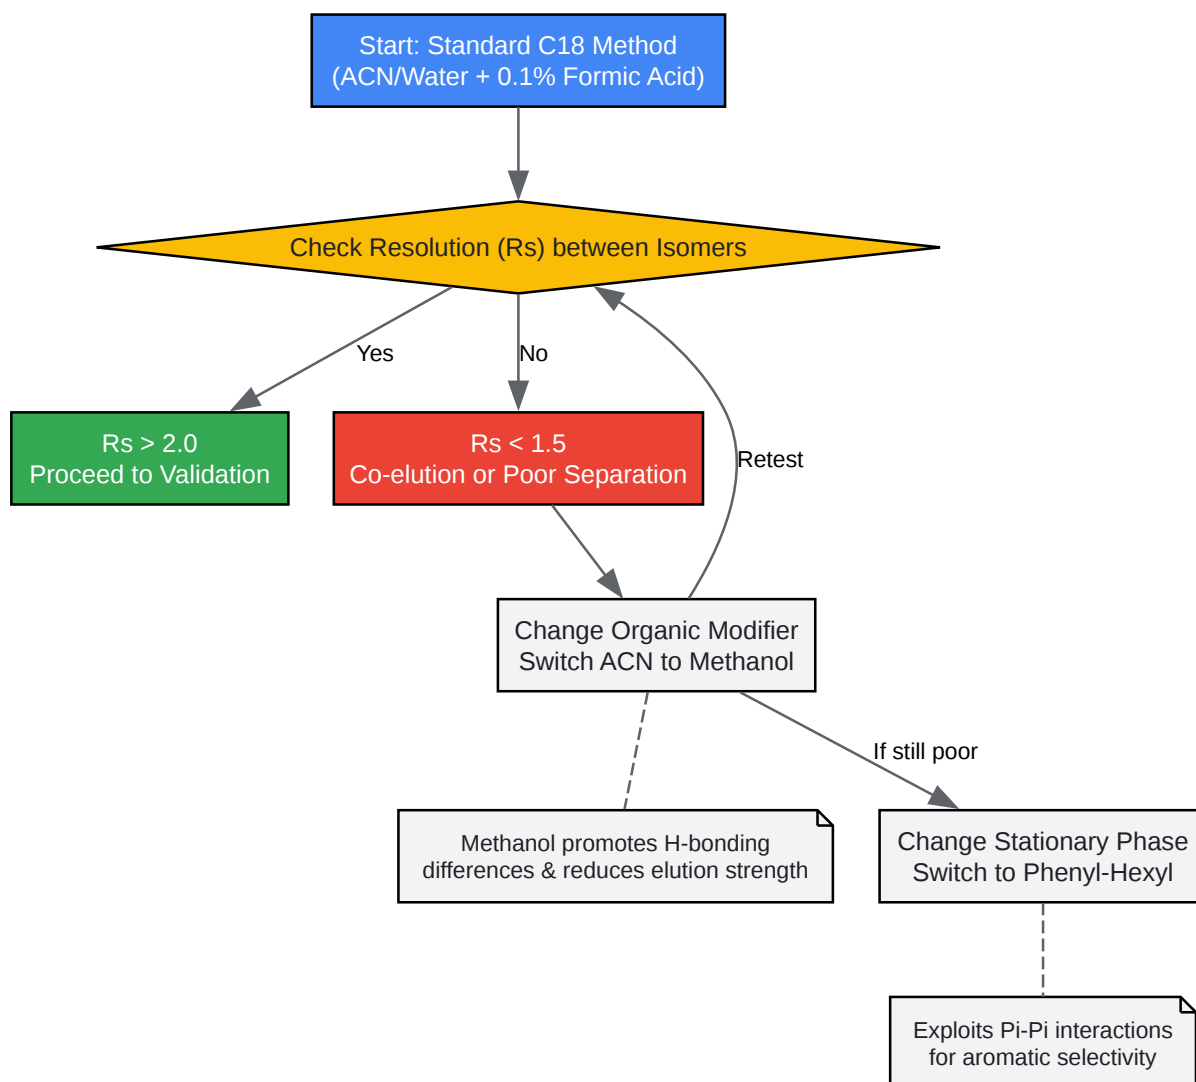 Start: Standard C18 Method
(ACN/Water + 0.1% Formic Acid)
Check Resolution (Rs) between Isomers
Yes
No
Rs > 2.0
Proceed to Validation
Rs < 1.5
Co-elution or Poor Separation
Retest
Change Organic Modifier
Switch ACN to Methanol
If still poor
Methanol promotes H-bonding
differences & reduces elution strength
Change Stationary Phase
Switch to Phenyl-Hexyl
Exploits Pi-Pi interactions
for aromatic selectivity